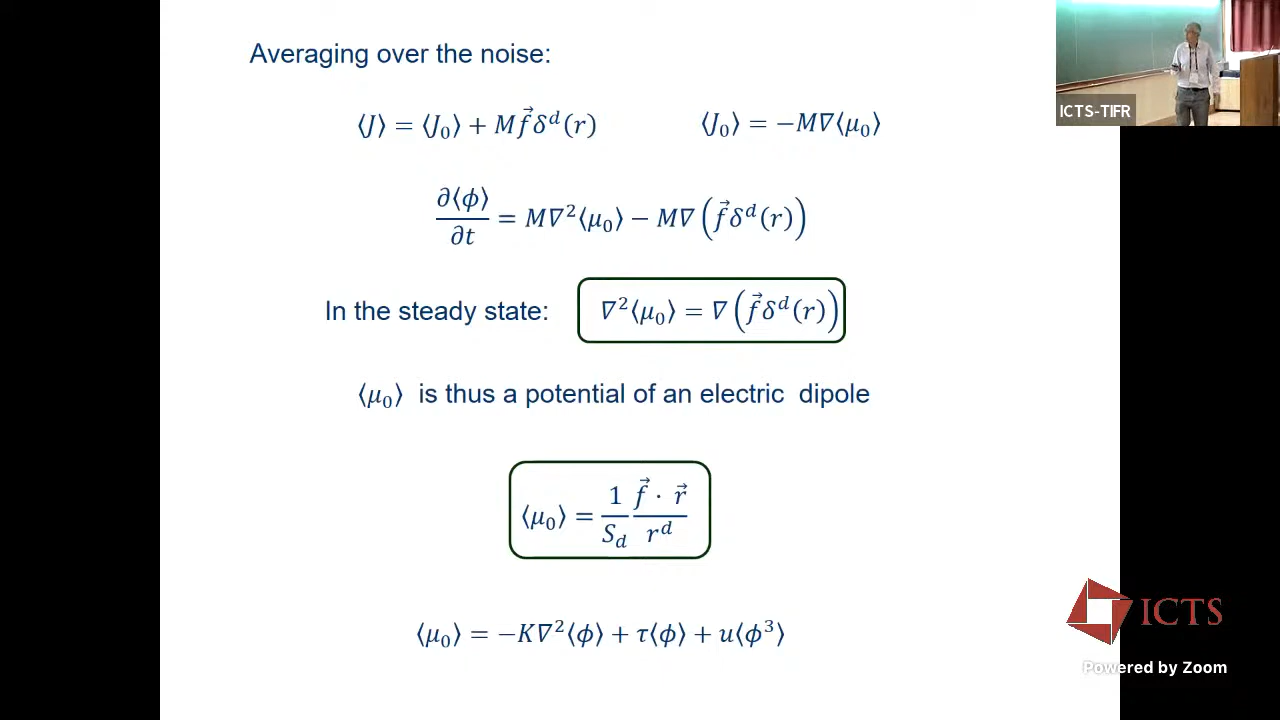 Averaging over the noise:
⟨J⟩ = ⟨J₀⟩ + M f⃗ δᵈ(r)
⟨J₀⟩ = −M∇⟨μ₀⟩
∂⟨ϕ⟩/∂t = M∇²⟨μ₀⟩ − M∇(f⃗ δᵈ(r))
In the steady state: ∇²⟨μ₀⟩ = ∇(f⃗ δᵈ(r))
⟨μ₀⟩ is thus a potential of an electric dipole
⟨μ₀⟩ = 1/S_d f⃗ · r⃗/rᵈ
⟨μ₀⟩ = −K∇²⟨ϕ⟩ + τ⟨ϕ⟩ + u⟨ϕ³⟩
ICTS-TIFR
ICTS
Powered by Zoom